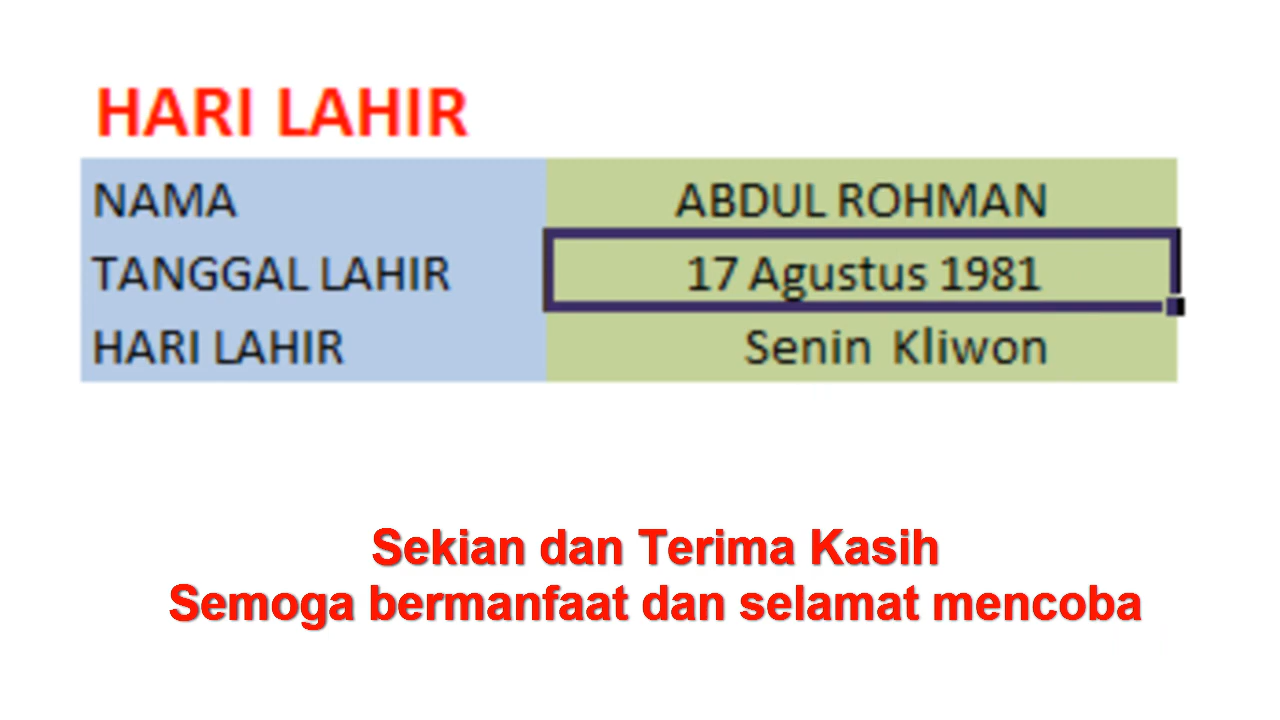 HARI LAHIR
NAMA ABDUL ROHMAN
TANGGAL LAHIR 17 Agustus 1981
HARI LAHIR Senin Kliwon
Sekian dan Terima Kasih
Semoga bermanfaat dan selamat mencoba